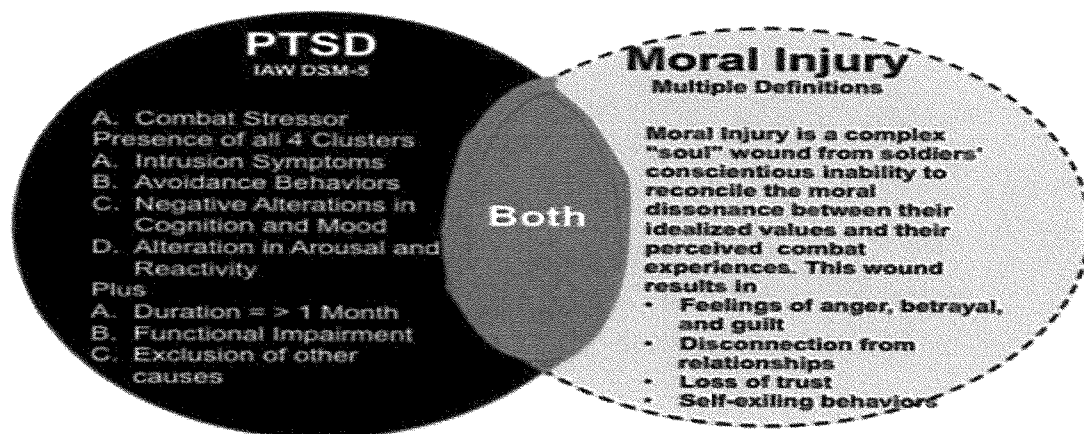 PTSD
IAW DSM-5
A. Combat Stressor
Presence of all 4 Clusters
A. Intrusion Symptoms
B. Avoidance Behaviors
C. Negative Alterations in
Cognition and Mood
D. Alteration in Arousal and
Reactivity
Plus
A. Duration = > 1 Month
B. Functional Impairment
C. Exclusion of other
causes
Both
Moral Injury
Multiple Definitions
Moral Injury is a complex
"soul" wound from soldiers'
conscientious inability to
reconcile the moral
dissonance between their
idealized values and their
perceived combat
experiences. This wound
results in
• Feelings of anger, betrayal,
and guilt
• Disconnection from
relationships
• Loss of trust
• Self-exiling behaviors